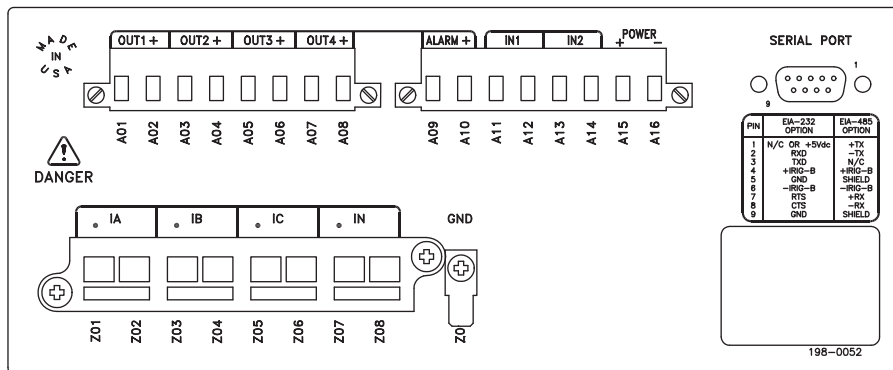 MADE
IN
USA
OUT1 + OUT2 + OUT3 + OUT4 +
A01 A02 A03 A04 A05 A06 A07 A08
ALARM + IN1 IN2 + POWER −
A09 A10 A11 A12 A13 A14 A15 A16
SERIAL PORT
1
9
PIN EIA-232 OPTION EIA-485 OPTION
1 N/C OR +5Vdc +TX
2 RXD −TX
3 TXD N/C
4 +IRIG-B +IRIG-B
5 GND SHIELD
6 −IRIG-B −IRIG-B
7 RTS +RX
8 CTS −RX
9 GND SHIELD
DANGER
IA IB IC IN GND
Z01 Z02 Z03 Z04 Z05 Z06 Z07 Z08
198-0052